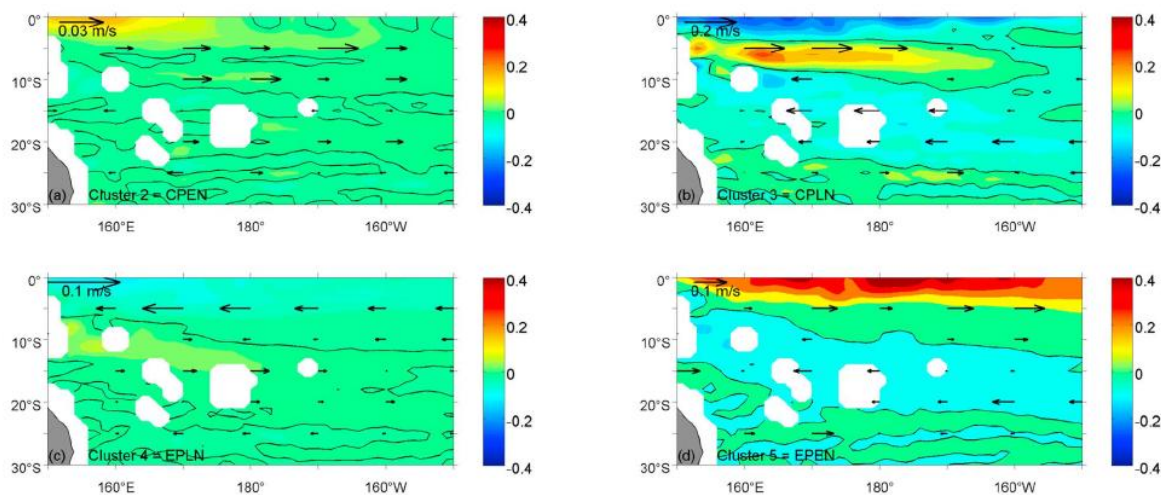 0°
10°S
20°S
30°S
0.03 m/s
(a) Cluster 2 = CPEN
160°E 180° 160°W
0.4
0.2
0
-0.2
-0.4
0°
10°S
20°S
30°S
0.2 m/s
(b) Cluster 3 = CPLN
160°E 180° 160°W
0.4
0.2
0
-0.2
-0.4
0°
10°S
20°S
30°S
0.1 m/s
(c) Cluster 4 = EPLN
160°E 180° 160°W
0.4
0.2
0
-0.2
-0.4
0°
10°S
20°S
30°S
0.1 m/s
(d) Cluster 5 = EPEN
160°E 180° 160°W
0.4
0.2
0
-0.2
-0.4